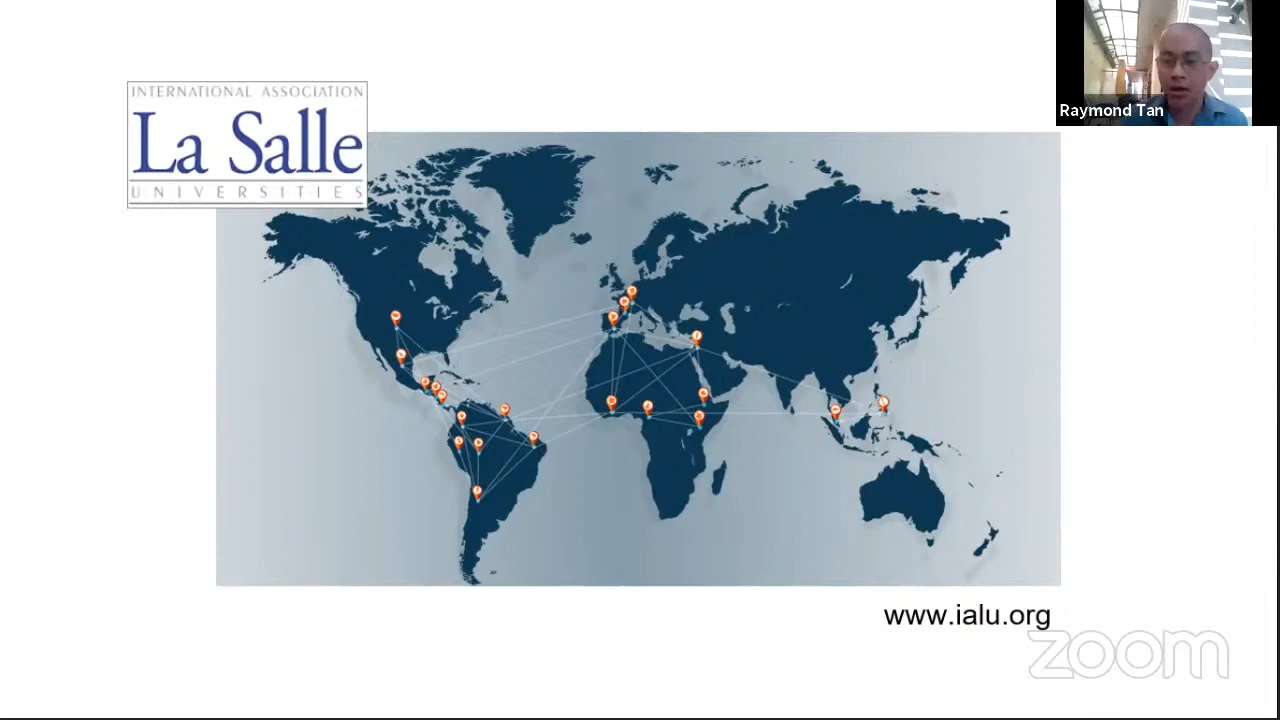 Raymond Tan
INTERNATIONAL ASSOCIATION
La Salle
UNIVERSITIES
www.ialu.org
zoom